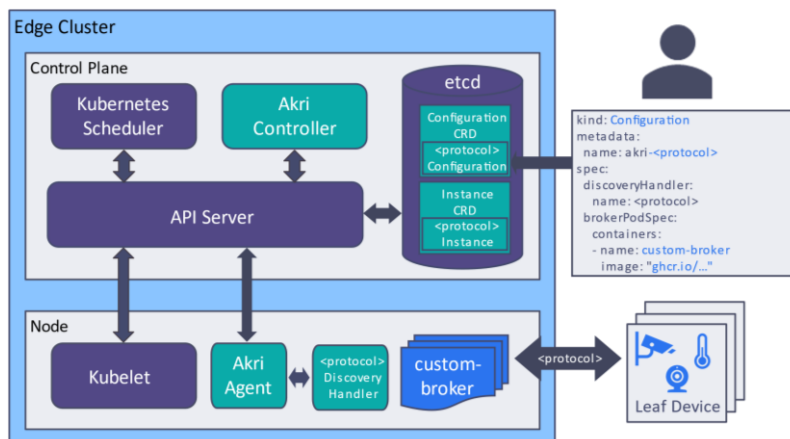 Edge Cluster
Control Plane
Kubernetes
Scheduler
Akri
Controller
API Server
etcd
Configuration
CRD
<protocol>
Configuration
Instance
CRD
<protocol>
Instance
kind: Configuration
metadata:
name: akri-<protocol>
spec:
discoveryHandler:
name: <protocol>
brokerPodSpec:
containers:
- name: custom-broker
image: "ghcr.io/..."
Node
Kubelet
Akri
Agent
<protocol>
Discovery
Handler
custom-
broker
<protocol>
Leaf Device